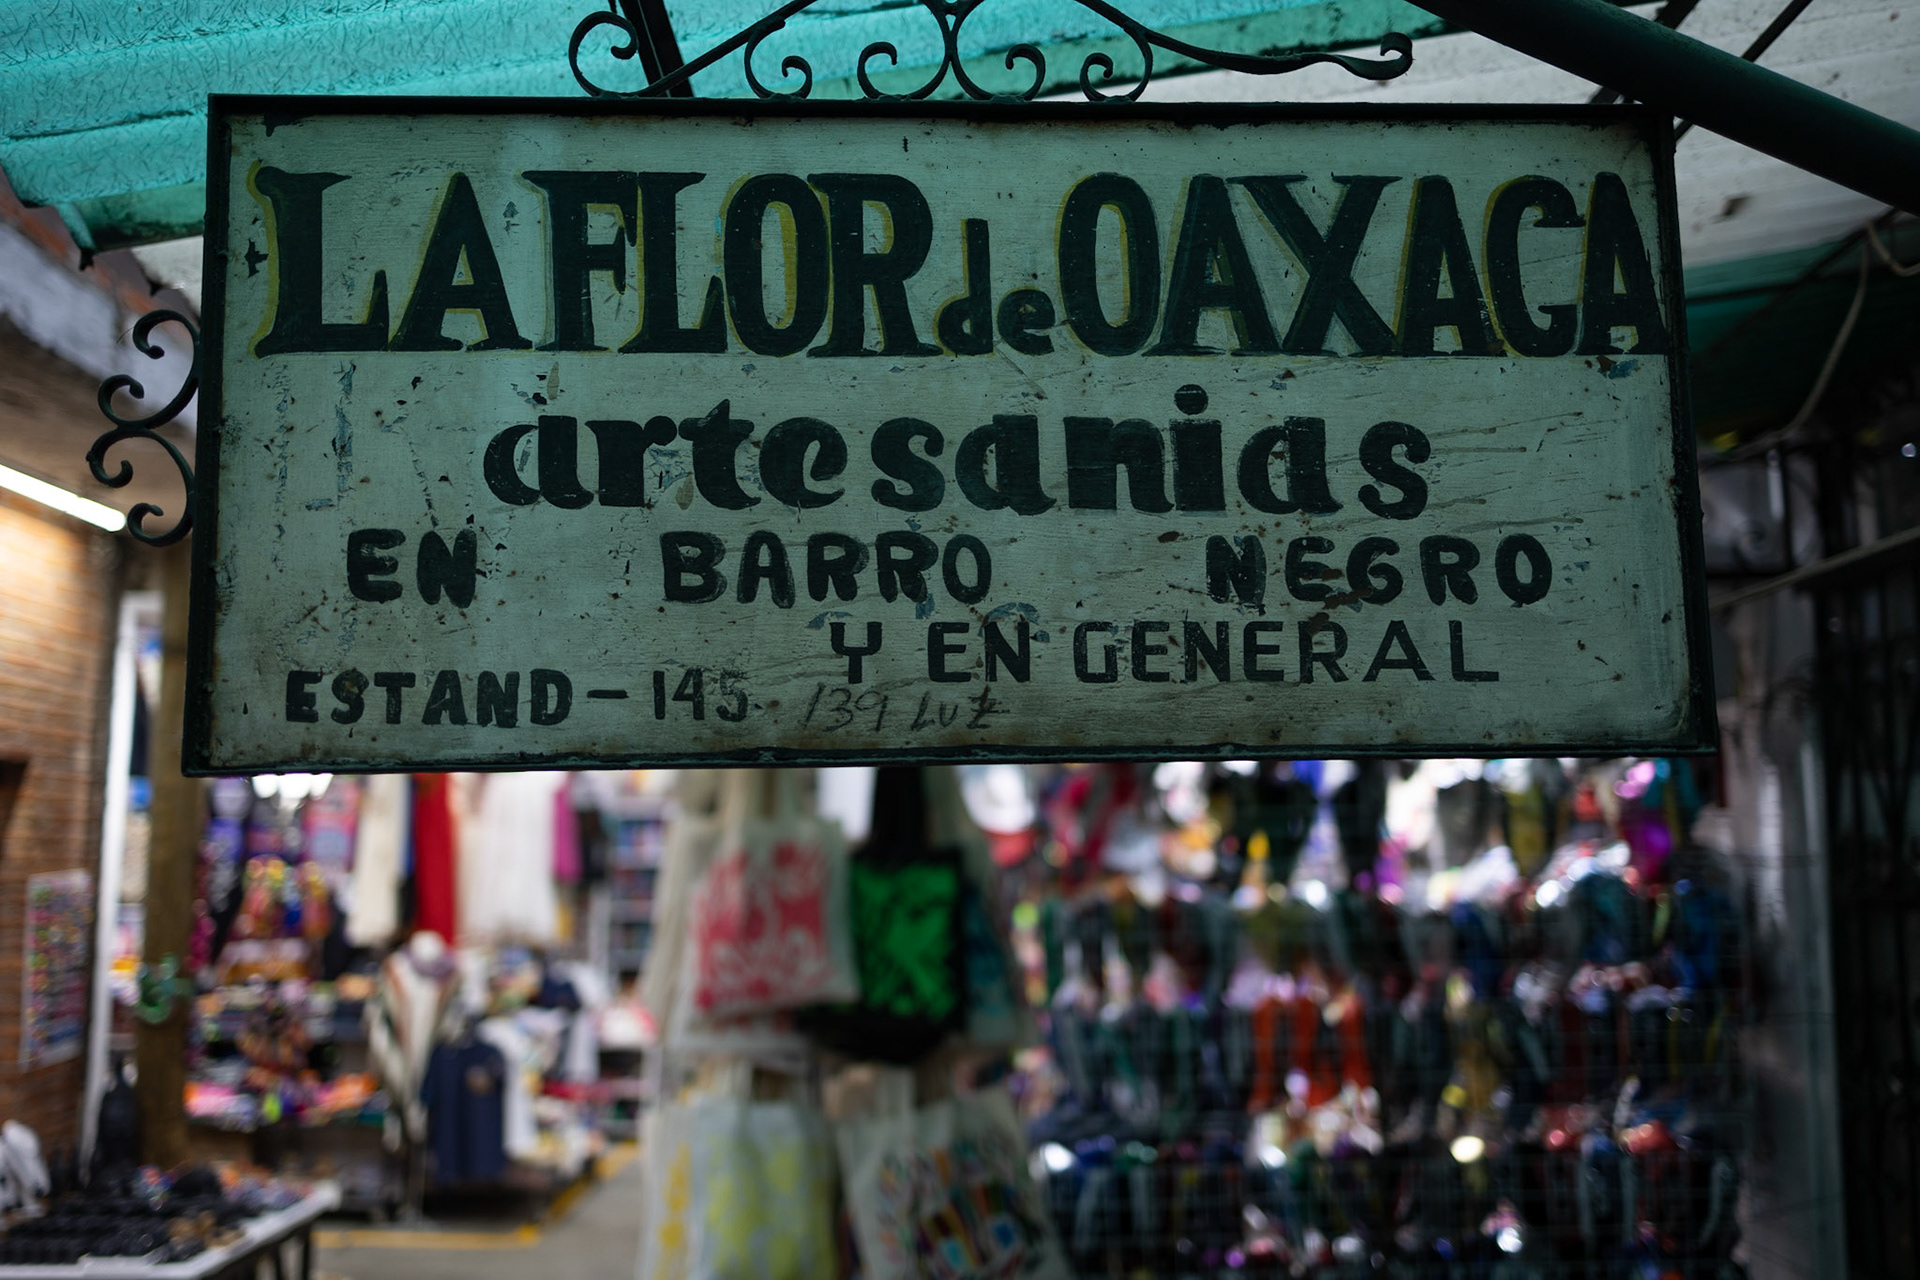 LA FLOR de OAXACA
artesanias
EN BARRO NEGRO
Y EN GENERAL
ESTAND - 145 139 LUZ